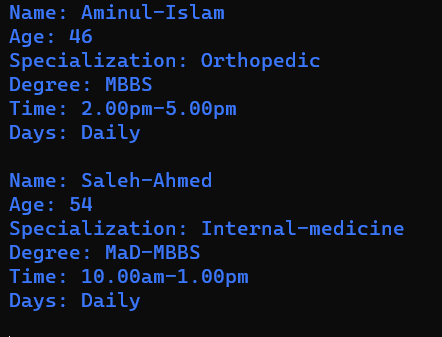 Name: Aminul-Islam
Age: 46
Specialization: Orthopedic
Degree: MBBS
Time: 2.00pm-5.00pm
Days: Daily
Name: Saleh-Ahmed
Age: 54
Specialization: Internal-medicine
Degree: MaD-MBBS
Time: 10.00am-1.00pm
Days: Daily